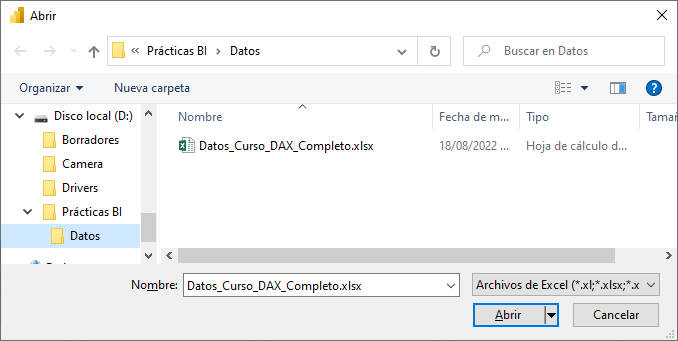 Abrir
« Prácticas BI › Datos
Buscar en Datos
Organizar
Nueva carpeta
Disco local (D:)
Borradores
Camera
Drivers
Prácticas BI
Datos
Nombre
Fecha de m...
Tipo
Tamañ
Datos_Curso_DAX_Completo.xlsx
18/08/2022 ...
Hoja de cálculo d...
Nombre:
Datos_Curso_DAX_Completo.xlsx
Archivos de Excel (*.xl;*.xlsx;*.x
Abrir
Cancelar